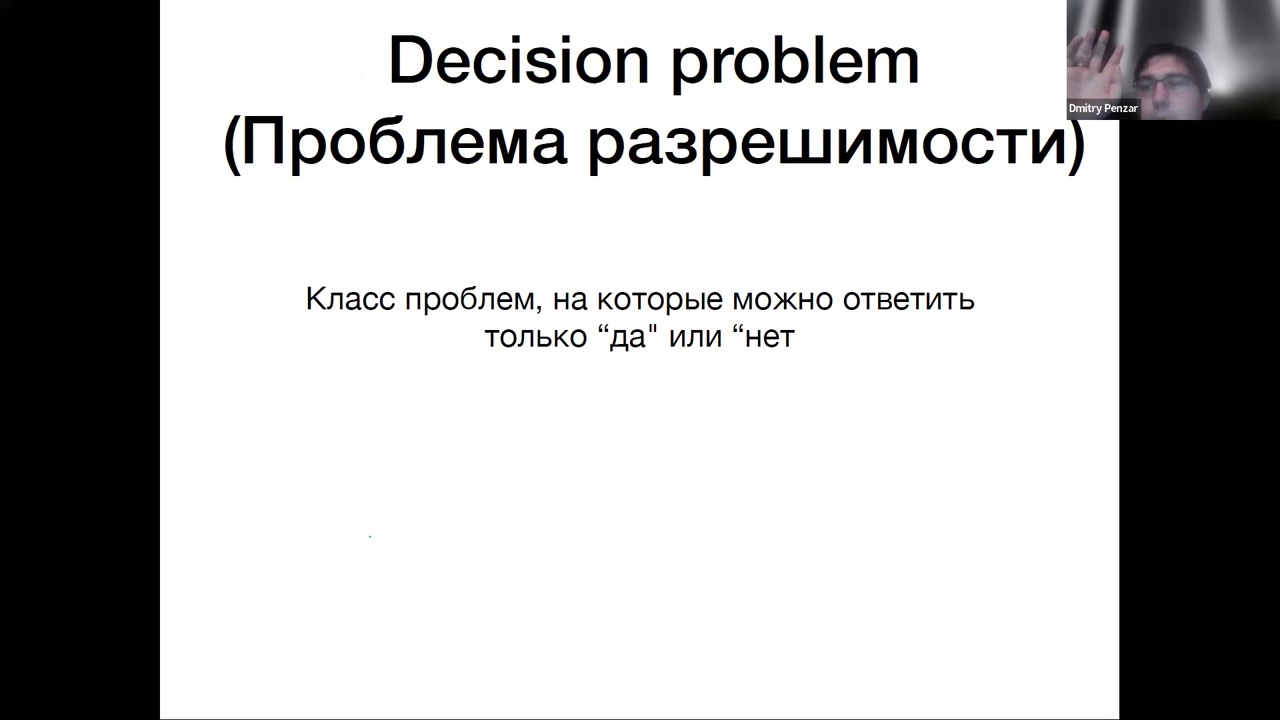 Decision problem
(Проблема разрешимости)
Dmitry Penzar
Класс проблем, на которые можно ответить
только “да" или “нет